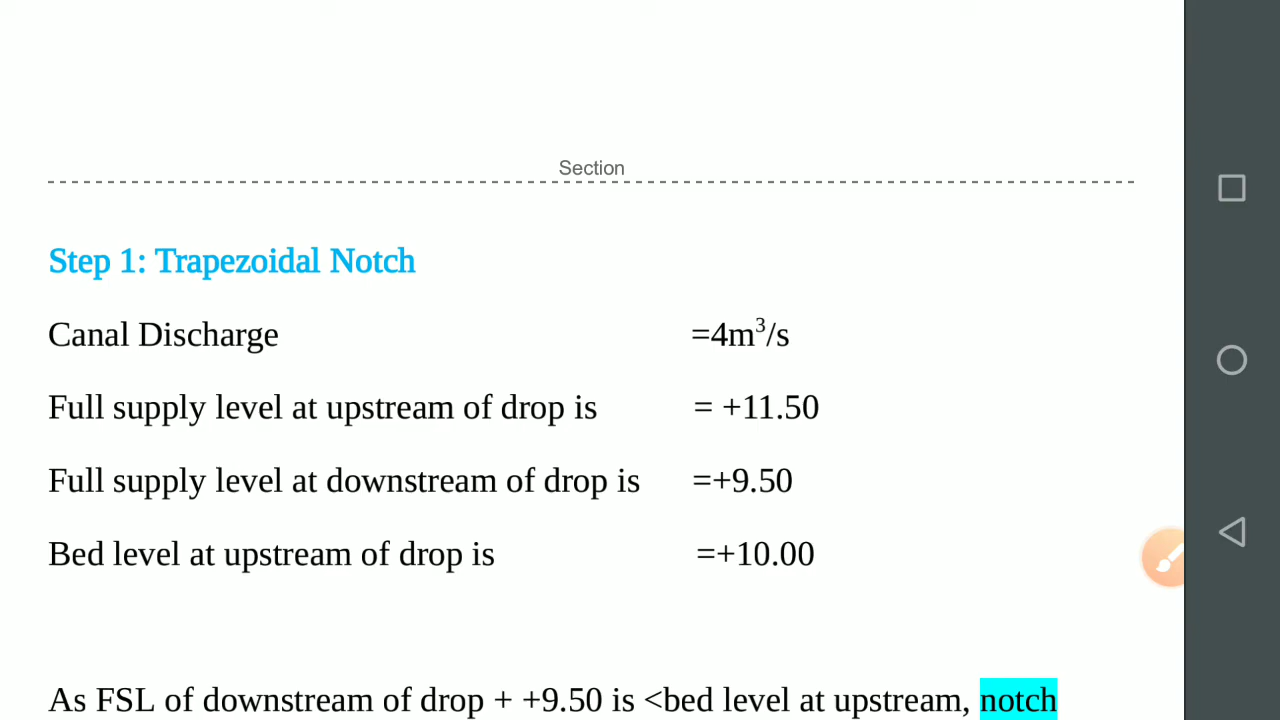 Section
Step 1: Trapezoidal Notch
Canal Discharge =4m³/s
Full supply level at upstream of drop is = +11.50
Full supply level at downstream of drop is =+9.50
Bed level at upstream of drop is =+10.00
As FSL of downstream of drop + +9.50 is <bed level at upstream, notch